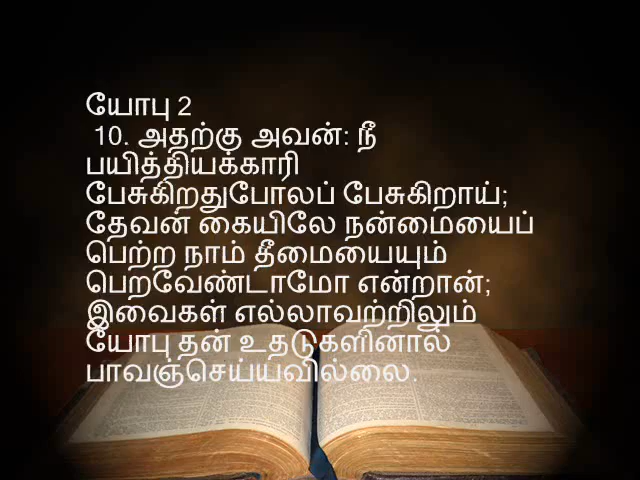 யோபு 2
10. அதற்கு அவன்: நீ
பயித்தியக்காரி
பேசுகிறதுபோலப் பேசுகிறாய்;
தேவன் கையிலே நன்மையைப்
பெற்ற நாம் தீமையையும்
பெறவேண்டாமோ என்றான்;
இவைகள் எல்லாவற்றிலும்
யோபு தன் உதடுகளினால்
பாவஞ்செய்யவில்லை.